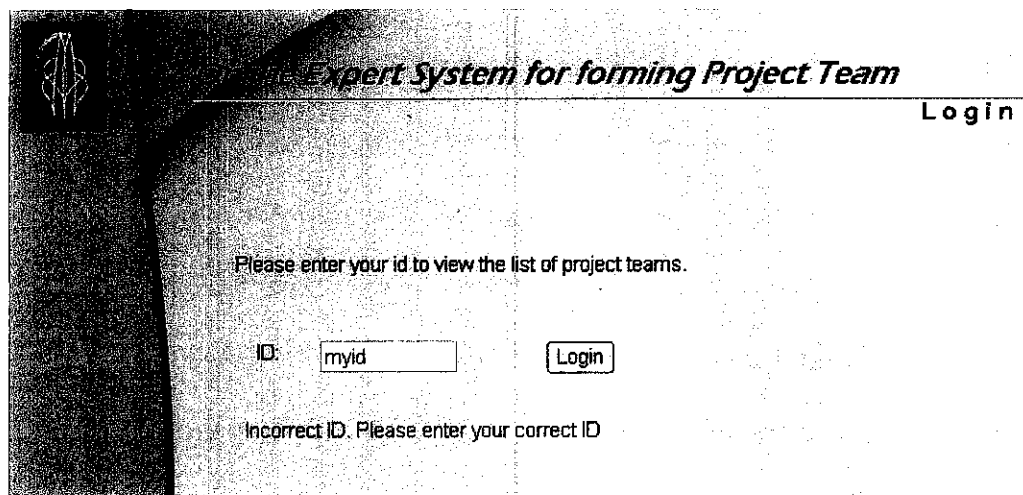 Expert System for forming Project Team
Login
Please enter your id to view the list of project teams.
ID: myid Login
Incorrect ID. Please enter your correct ID